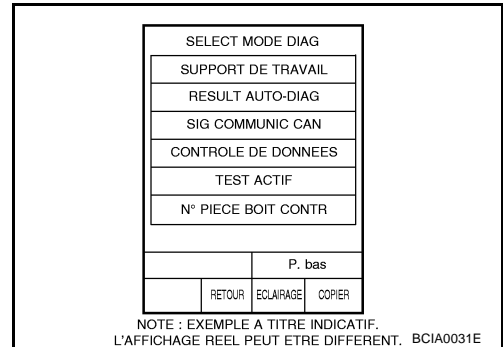 SELECT MODE DIAG
SUPPORT DE TRAVAIL
RESULT AUTO-DIAG
SIG COMMUNIC CAN
CONTROLE DE DONNEES
TEST ACTIF
N° PIECE BOIT CONTR
P. bas
RETOUR ECLAIRAGE COPIER
NOTE : EXEMPLE A TITRE INDICATIF.
L'AFFICHAGE REEL PEUT ETRE DIFFERENT. BCIA0031E